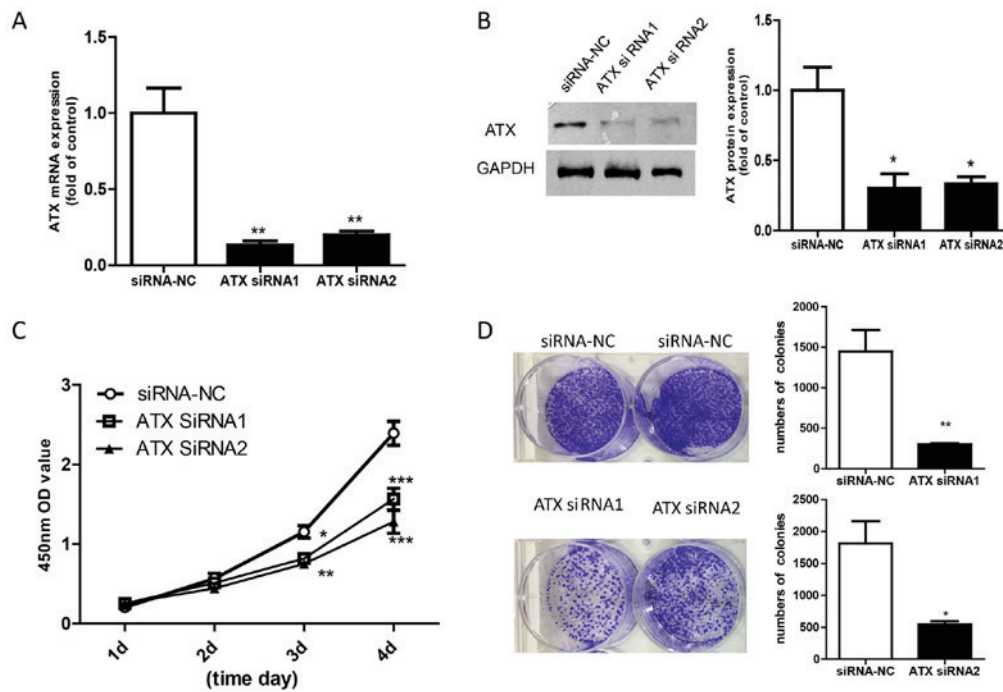 A
ATX mRNA expression
(fold of control)
1.5
1.0
0.5
0.0
**
**
siRNA-NC
ATX siRNA1
ATX siRNA2
B
siRNA-NC
ATX si RNA1
ATX si RNA2
ATX
GAPDH
ATX protein expression
(fold of control)
1.5
1.0
0.5
0.0
*
*
siRNA-NC
ATX siRNA1
ATX siRNA2
C
siRNA-NC
ATX SiRNA1
ATX SiRNA2
450nm OD value
3
2
1
0
*
**
***
***
1d
2d
3d
4d
(time day)
D
siRNA-NC
siRNA-NC
ATX siRNA1
ATX siRNA2
numbers of colonies
2000
1500
1000
500
0
**
siRNA-NC
ATX siRNA1
numbers of colonies
2500
2000
1500
1000
500
0
*
siRNA-NC
ATX siRNA2